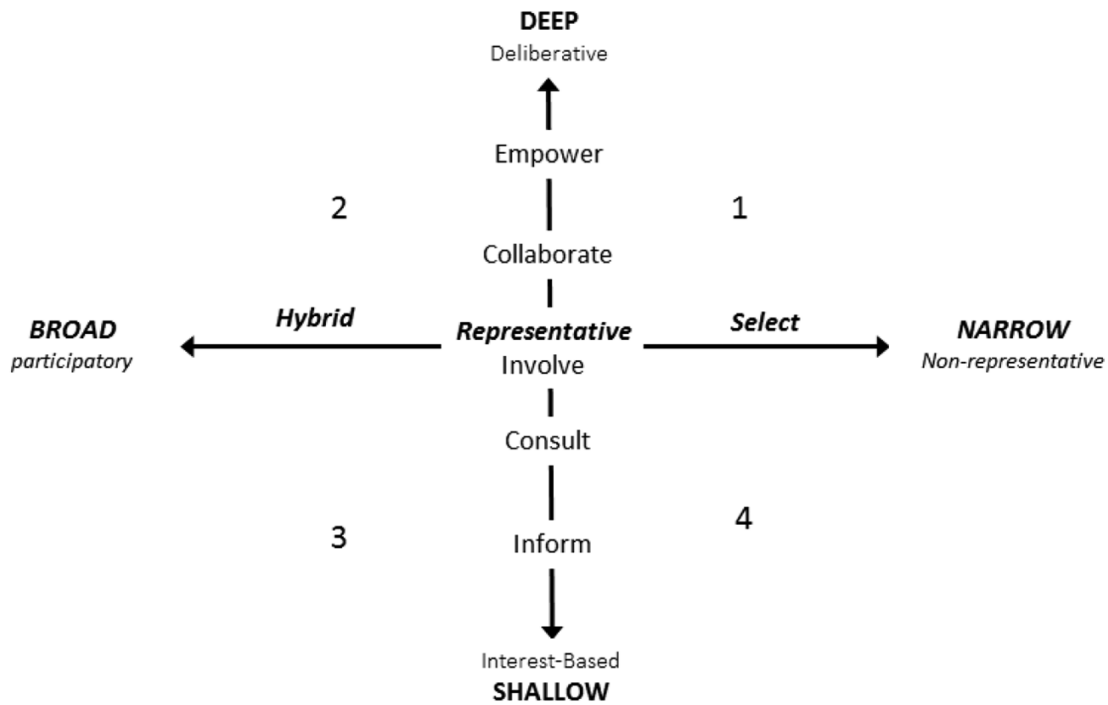 DEEP
Deliberative
Empower
2
1
Collaborate
BROAD
participatory
Hybrid
Representative
Involve
Select
NARROW
Non-representative
Consult
3
4
Inform
Interest-Based
SHALLOW